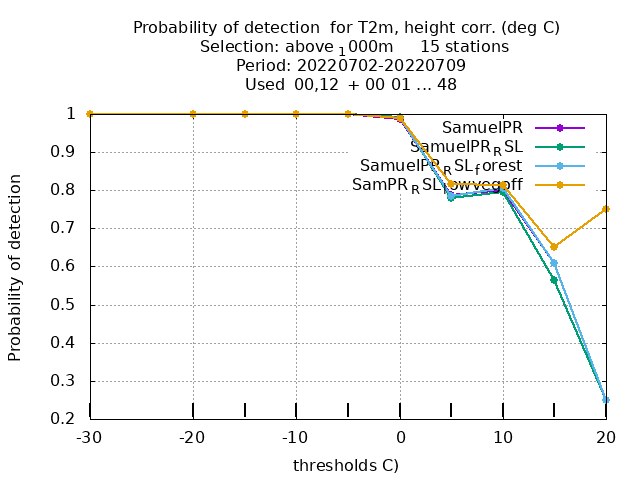 Probability of detection for T2m, height corr. (deg C)
Selection: above 1000m 15 stations
Period: 20220702-20220709
Used 00,12 + 00 01 ... 48
SamuelPR
SamuelPRRSL
SamuelPRRSLforest
SamPRRSLlowvegoff
Probability of detection
1
0.9
0.8
0.7
0.6
0.5
0.4
0.3
0.2
-30 -20 -10 0 10 20
thresholds C)